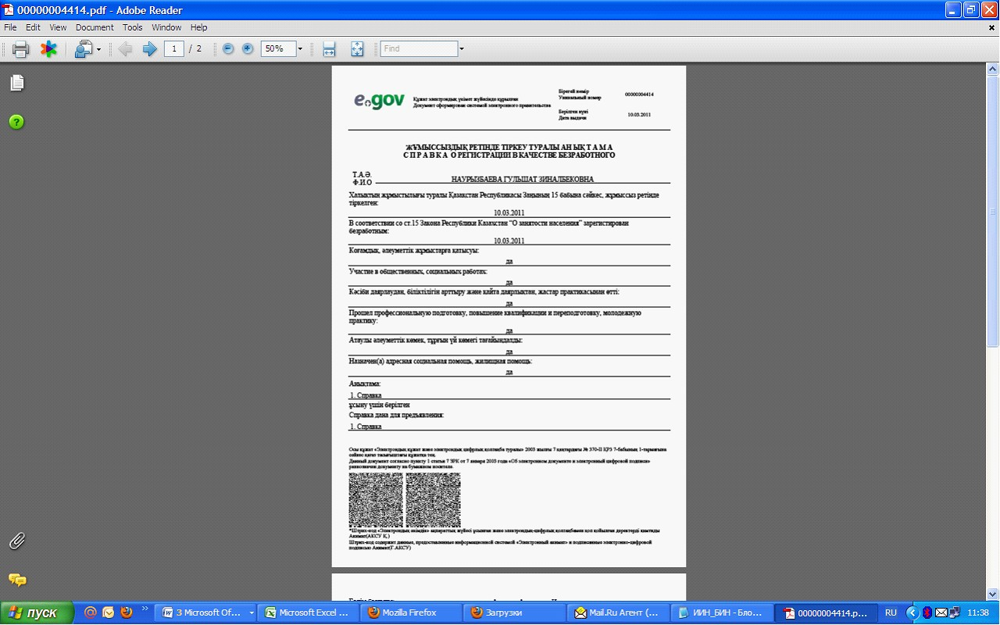 00000004414.pdf - Adobe Reader
File Edit View Document Tools Window Help
1 / 2 50% Find
e.gov
Құжат электрондық үкімет жүйесінде құрылған
Документ сформирован системой электронного правительства
Бірегей нөмір
Уникальный номер
00000004414
Берілген күні
Дата выдачи
10.03.2011
ЖҰМЫССЫЗДЫҚ РЕТІНДЕ ТІРКЕУ ТУРАЛЫ АН ЫҚ Т А М А
С П Р А В К А О РЕГИСТРАЦИИ В КАЧЕСТВЕ БЕЗРАБОТНОГО
Т.А.Ә.
Ф.И.О
НАУРЫЗБАЕВА ГУЛЬШАТ ЗИНАЛБЕКОВНА
Халықтың жұмыстылығы туралы Қазақстан Республикасы Заңының 15 бабына сәйкес, жұмыссыз ретінде
тіркелген:
10.03.2011
В соответствии со ст.15 Закона Республики Казахстан “О занятости населения” зарегистирован
безработным:
10.03.2011
Коғамдық, әлеуметтік жұмыстарға қатысуы:
да
Участие в общественных, социальных работах:
да
Кәсіби даярлаудан, біліктілігін арттыру және қайта даярлықтан, жастар практикасынан өтті:
да
Прошел профессиональную подготовку, повышение квалификации и переподготовку, молодежную
практику:
да
Атаулы әлеуметтік көмек, тұрғын үй көмегі тағайындалды:
да
Назначен(а) адресная социальная помощь, жилищная помощь:
да
Анықтама:
1. Справка
ұсыну үшін берілген
Справка дана для предъявления:
1. Справка
Осы құжат «Электрондық құжат және электрондық цифрлық қолтаңба туралы» 2003 жылғы 7 қаңтардағы № 370-II ҚРЗ 7-бабының 1-тармағына
сәйкес қағаз тасығыштағы құжатқа тең.
Данный документ согласно пункту 1 статьи 7 ЗРК от 7 января 2003 года «Об электронном документе и электронный цифровой подписи»
равнозначен документу на бумажном носителе.
*Штрих-код «Электрондық әкімдік» ақпараттық жүйесі ұсынған және электрондық-цифрлық қолтаңбамен қол қойылған деректерді қамтиды
Акимат(АКСУ Қ.)
Штрих-код содержит данные, предоставленные информационной системой «Электронный акимат» и подписанные электронно-цифровой
подписью Акимат(Г.АКСУ)
пуск 3 Microsoft Of... Microsoft Excel ... Mozilla Firefox Загрузки Mail.Ru Агент (... ИИН_БИН - Бло... 00000004414.p... RU 11:38